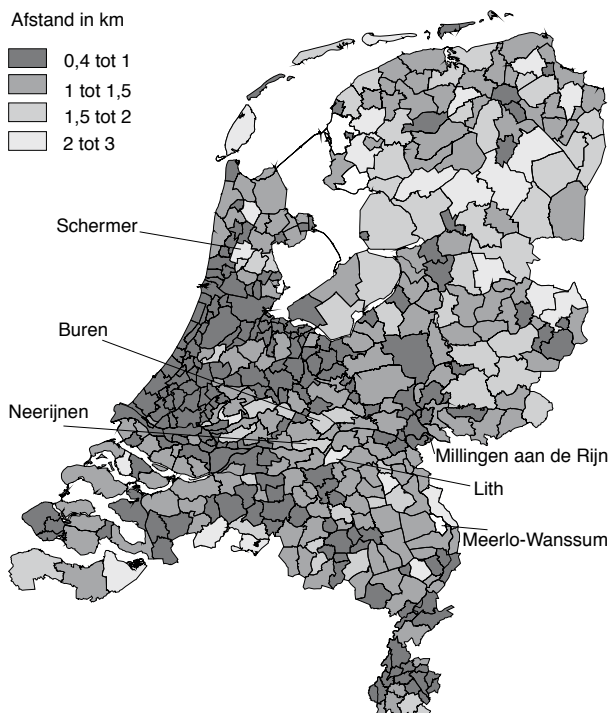 Afstand in km
0,4 tot 1
1 tot 1,5
1,5 tot 2
2 tot 3
Schermer
Buren
Neerijnen
Millingen aan de Rijn
Lith
Meerlo-Wanssum